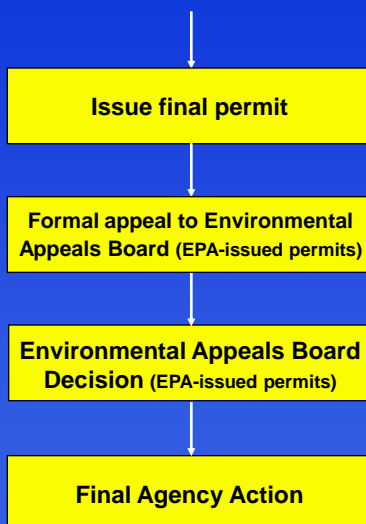 Issue final permit
Formal appeal to Environmental
Appeals Board (EPA-issued permits)
Environmental Appeals Board
Decision (EPA-issued permits)
Final Agency Action